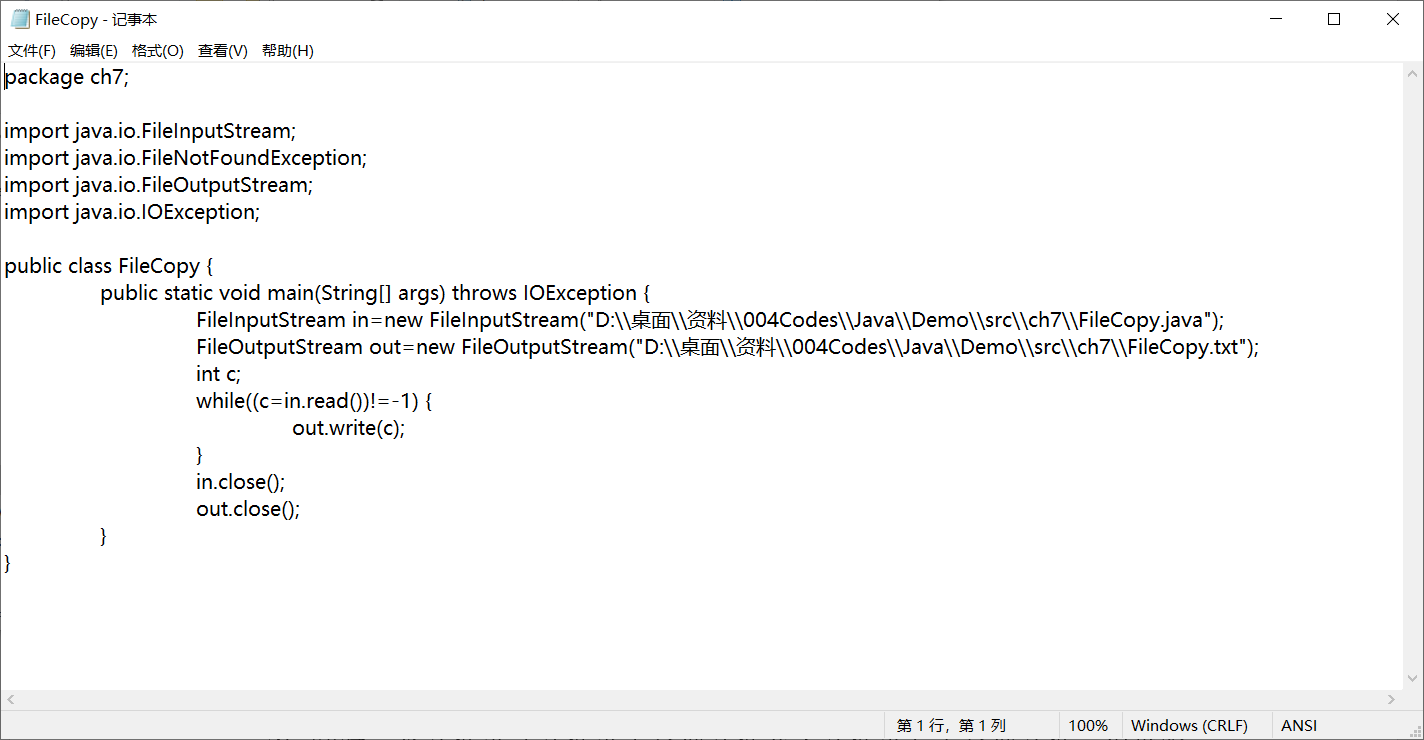 FileCopy - 记事本
文件(F) 编辑(E) 格式(O) 查看(V) 帮助(H)
package ch7;
import java.io.FileInputStream;
import java.io.FileNotFoundException;
import java.io.FileOutputStream;
import java.io.IOException;
public class FileCopy {
public static void main(String[] args) throws IOException {
FileInputStream in=new FileInputStream("D:\\桌面\\资料\\004Codes\\Java\\Demo\\src\\ch7\\FileCopy.java");
FileOutputStream out=new FileOutputStream("D:\\桌面\\资料\\004Codes\\Java\\Demo\\src\\ch7\\FileCopy.txt");
int c;
while((c=in.read())!=-1) {
out.write(c);
}
in.close();
out.close();
}
}
第 1 行，第 1 列 100% Windows (CRLF) ANSI